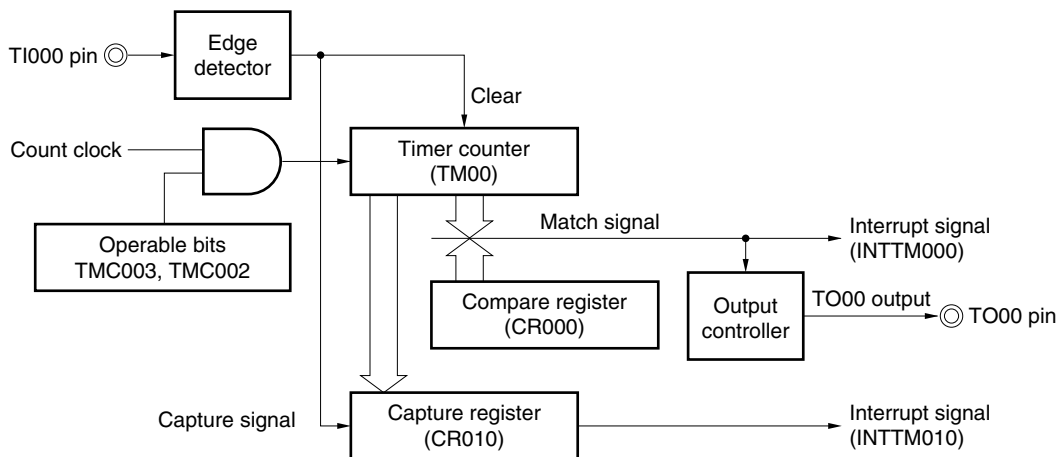 TI000 pin
Edge
detector
Clear
Count clock
Timer counter
(TM00)
Operable bits
TMC003, TMC002
Match signal
Interrupt signal
(INTTM000)
Compare register
(CR000)
Output
controller
TO00 output
TO00 pin
Capture signal
Capture register
(CR010)
Interrupt signal
(INTTM010)